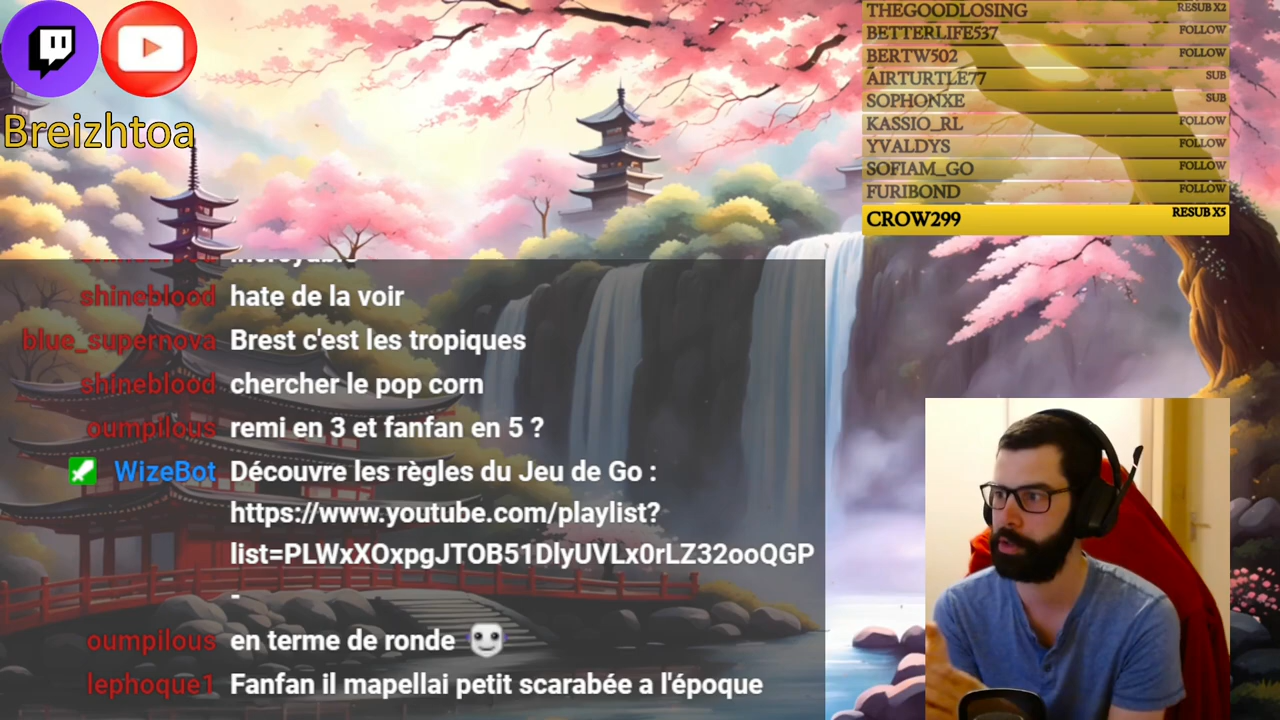 Breizhtoa
THEGOODLOSING RESUB X2
BETTERLIFE537 FOLLOW
BERTW502 FOLLOW
AIRTURTLE77 SUB
SOPHONXE SUB
KASSIO_RL FOLLOW
YVALDYS FOLLOW
SOFIAM_GO FOLLOW
FURIBOND FOLLOW
CROW299 RESUB X5
shineblood hate de la voir
blue_supernova Brest c'est les tropiques
shineblood chercher le pop corn
oumpilous remi en 3 et fanfan en 5 ?
WizeBot Découvre les règles du Jeu de Go :
https://www.youtube.com/playlist?
list=PLWxXOxpgJTOB51DlyUVLx0rLZ32ooQGP
-
oumpilous en terme de ronde
lephoque1 Fanfan il mapellai petit scarabée a l'époque